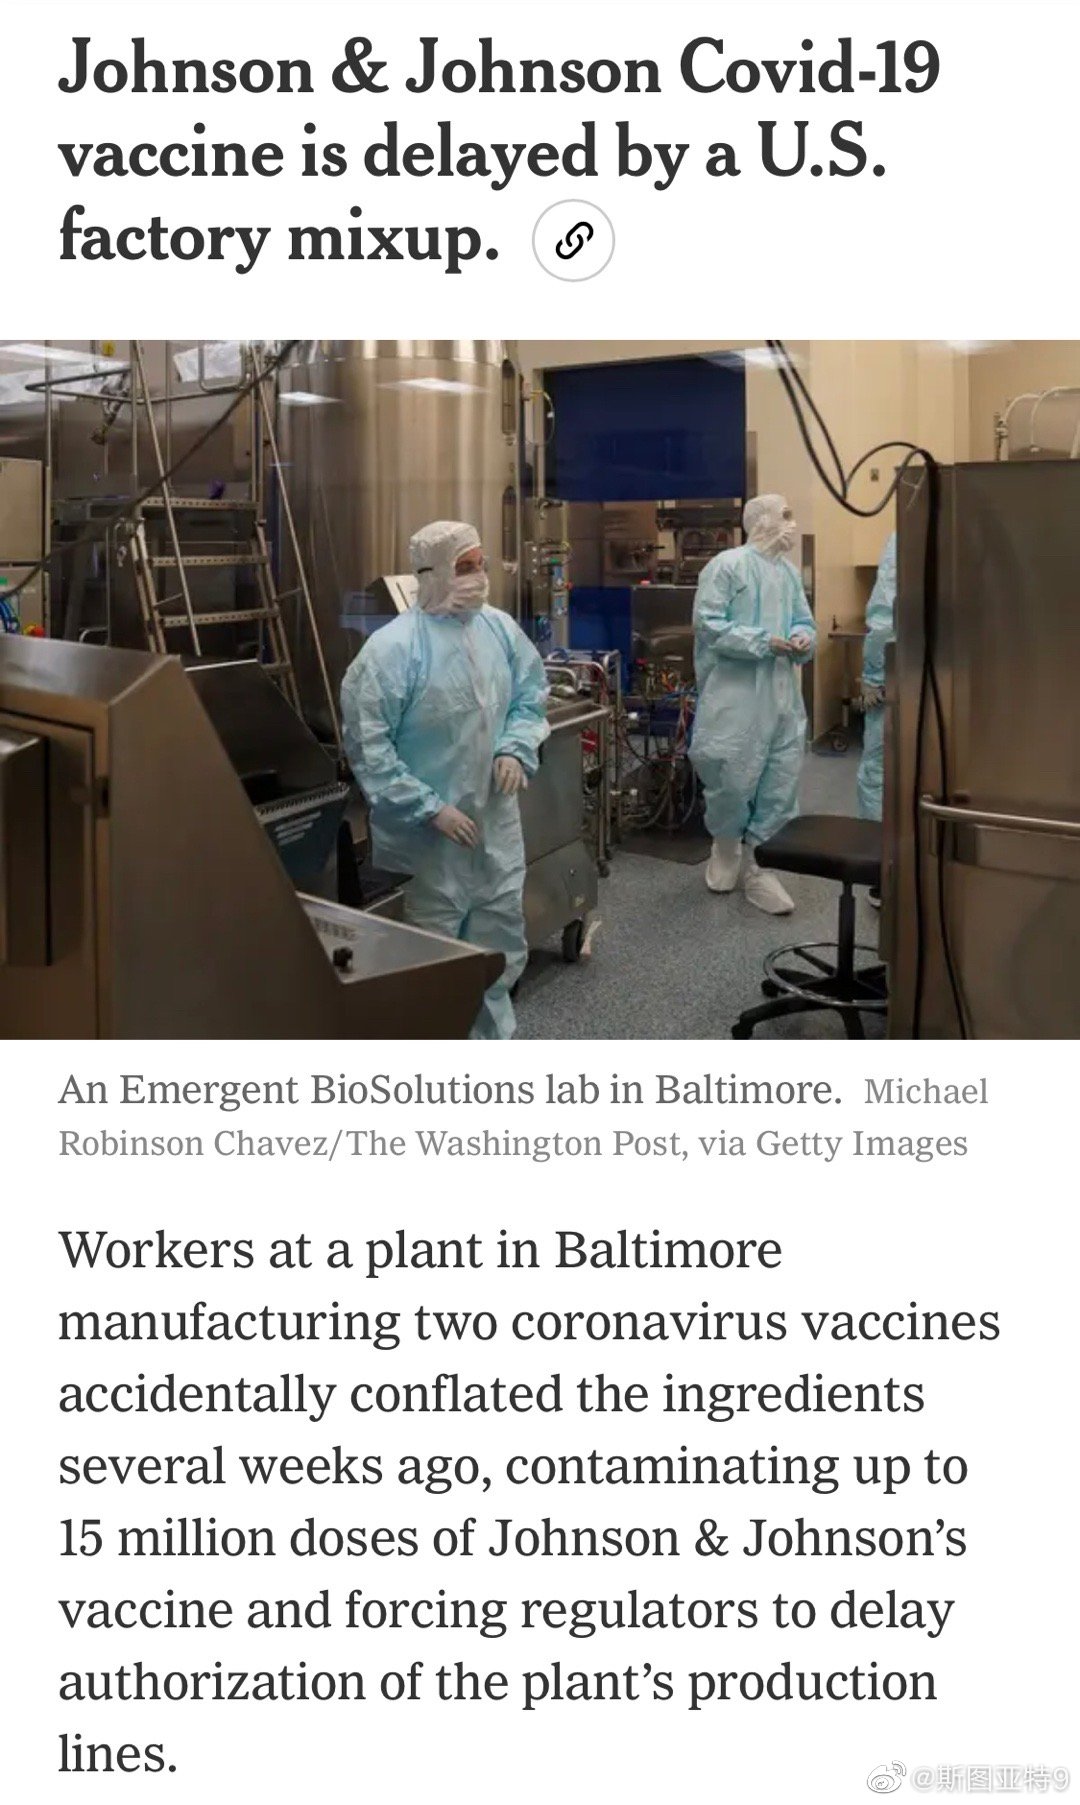 Johnson & Johnson Covid-19
vaccine is delayed by a U.S.
factory mixup.
An Emergent BioSolutions lab in Baltimore. Michael
Robinson Chavez/The Washington Post, via Getty Images
Workers at a plant in Baltimore
manufacturing two coronavirus vaccines
accidentally conflated the ingredients
several weeks ago, contaminating up to
15 million doses of Johnson & Johnson’s
vaccine and forcing regulators to delay
authorization of the plant’s production
lines.
@斯图亚特9